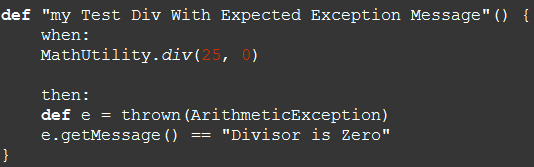 def "my Test Div With Expected Exception Message"() {
when:
MathUtility.div(25, 0)
then:
def e = thrown(ArithmeticException)
e.getMessage() == "Divisor is Zero"
}